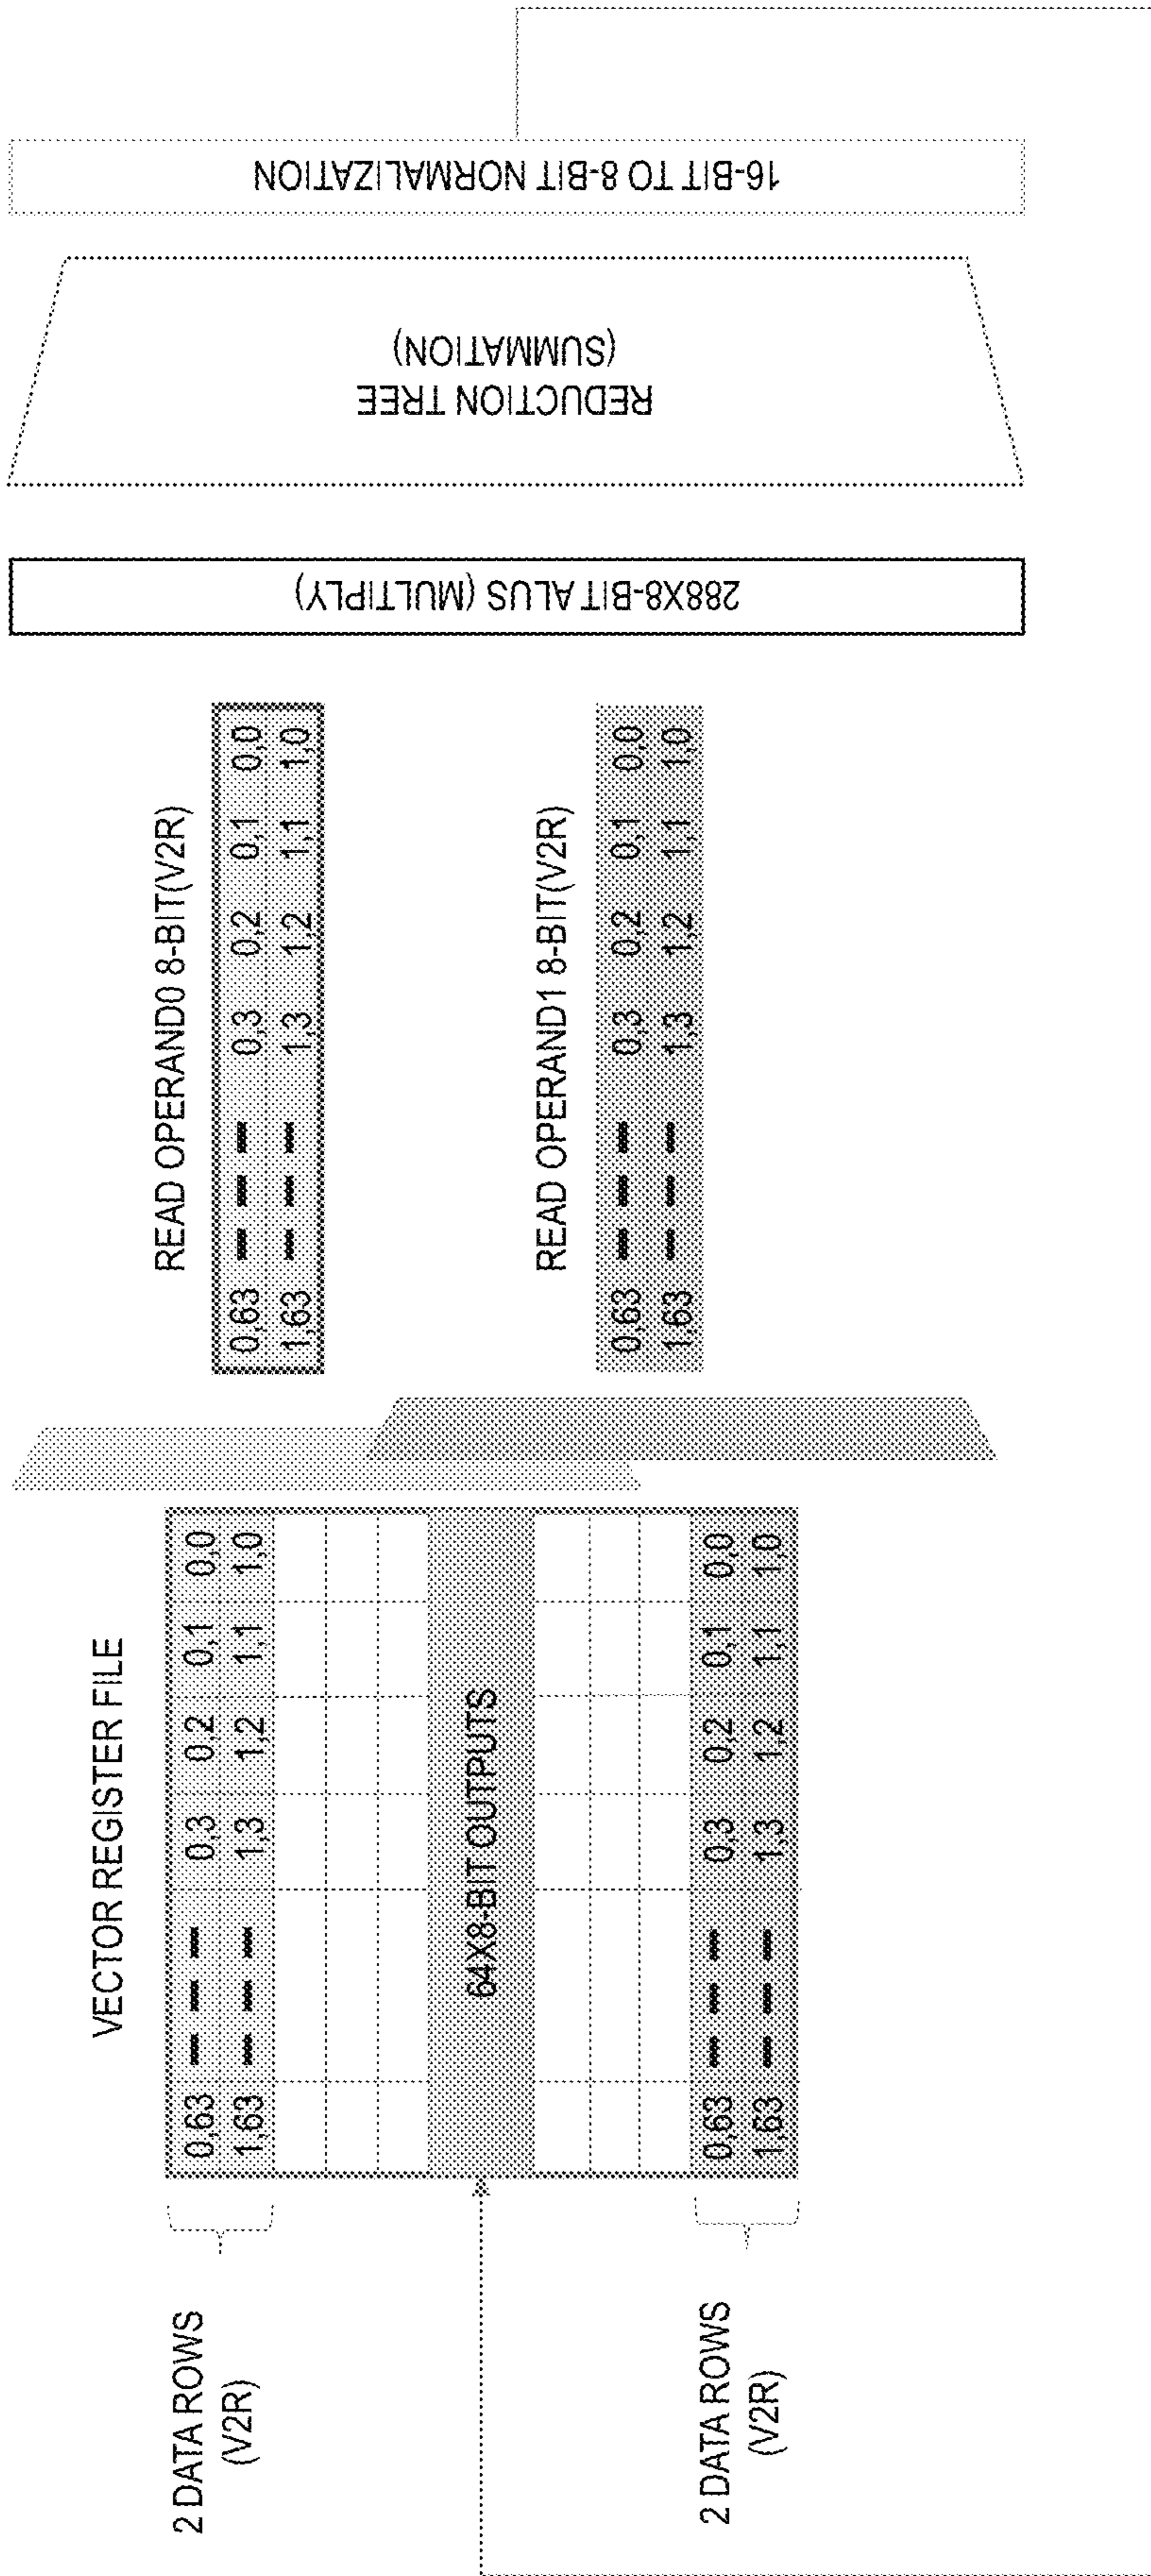 VECTOR REGISTER FILE
2 DATA ROWS
(V2R)
0,63 — — — 0,3 0,2 0,1 0,0
1,63 — — — 1,3 1,2 1,1 1,0
64X8-BIT OUTPUTS
2 DATA ROWS
(V2R)
0,63 — — — 0,3 0,2 0,1 0,0
1,63 — — — 1,3 1,2 1,1 1,0
READ OPERAND0 8-BIT(V2R)
0,63 — — — 0,3 0,2 0,1 0,0
1,63 — — — 1,3 1,2 1,1 1,0
READ OPERAND1 8-BIT(V2R)
0,63 — — — 0,3 0,2 0,1 0,0
1,63 — — — 1,3 1,2 1,1 1,0
288X8-BIT ALUS (MULTIPLY)
REDUCTION TREE
(SUMMATION)
16-BIT TO 8-BIT NORMALIZATION